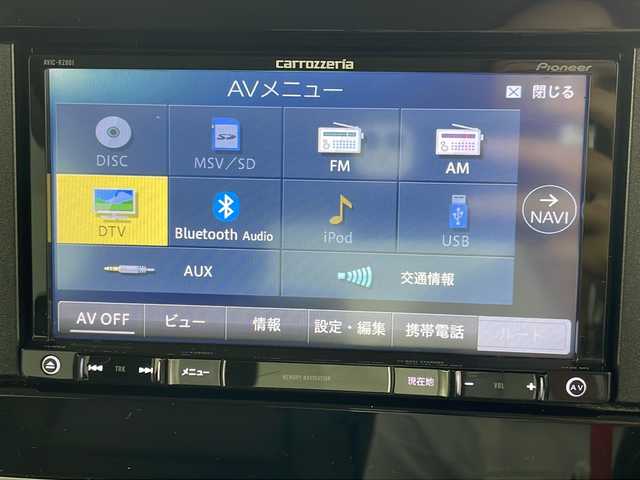 AVIC-RZ801 carrozzeria Pioneer
AVメニュー 閉じる
DISC MSV/SD FM AM
DTV Bluetooth Audio iPod USB NAVI
AUX 交通情報
AV OFF ビュー 情報 設定・編集 携帯電話 ルート
TRK メニュー MEMORY NAVIGATION 現在地 − VOL + AV